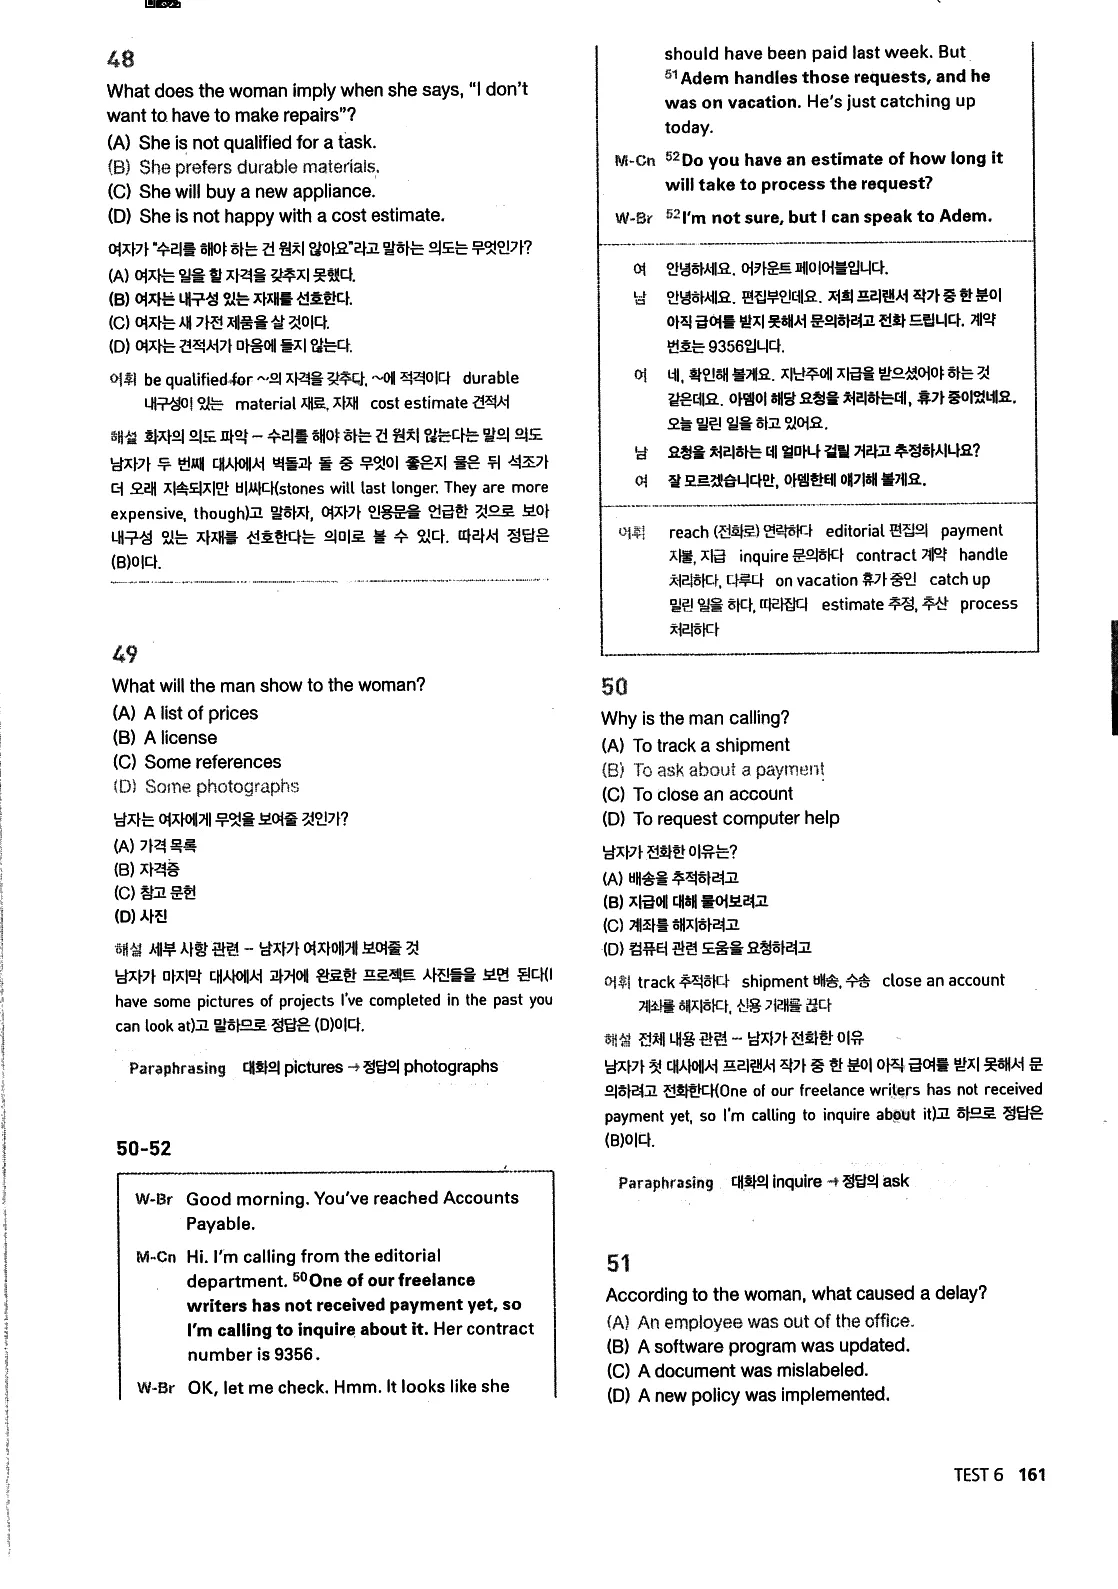 48
What does the woman imply when she says, "I don't
want to have to make repairs"?
(A) She is not qualified for a task.
(B) She prefers durable materials.
(C) She will buy a new appliance.
(D) She is not happy with a cost estimate.
여자가 "수리를 해야 하는 건 원치 않아요"라고 말하는 의도는 무엇인가?
(A) 여자는 일을 할 자격을 갖추지 못했다.
(B) 여자는 내구성 있는 자재를 선호한다.
(C) 여자는 새 가전 제품을 살 것이다.
(D) 여자는 견적서가 마음에 들지 않는다.
어휘 be qualified for ~의 자격을 갖추다, ~에 적격이다 durable
내구성이 있는 material 재료, 자재 cost estimate 견적서
해설 화자의 의도 파악 – 수리를 해야 하는 건 원치 않는다는 말의 의도
남자가 두 번째 대사에서 벽돌과 돌 중 무엇이 좋은지 물은 뒤 석조가
더 오래 지속되지만 비싸다(stones will last longer. They are more
expensive, though)고 말하자, 여자가 인용문을 언급한 것으로 보아
내구성 있는 자재를 선호한다는 의미로 볼 수 있다. 따라서 정답은
(B)이다.
49
What will the man show to the woman?
(A) A list of prices
(B) A license
(C) Some references
(D) Some photographs
남자는 여자에게 무엇을 보여줄 것인가?
(A) 가격 목록
(B) 자격증
(C) 참고 문헌
(D) 사진
해설 세부 사항 관련 – 남자가 여자에게 보여줄 것
남자가 마지막 대사에서 과거에 완료한 프로젝트 사진들을 보면 된다(I
have some pictures of projects I've completed in the past you
can look at)고 말하므로 정답은 (D)이다.
Paraphrasing 대화의 pictures → 정답의 photographs
50-52
W-Br Good morning. You've reached Accounts
Payable.
M-Cn Hi. I'm calling from the editorial
department. 50One of our freelance
writers has not received payment yet, so
I'm calling to inquire about it. Her contract
number is 9356.
W-Br OK, let me check. Hmm. It looks like she
should have been paid last week. But
51Adem handles those requests, and he
was on vacation. He's just catching up
today.
M-Cn 52Do you have an estimate of how long it
will take to process the request?
W-Br 52I'm not sure, but I can speak to Adem.
여 안녕하세요. 어카운트 페이어블입니다.
남 안녕하세요. 편집부인데요. 저희 프리랜서 작가 중 한 분이
아직 급여를 받지 못해서 문의하려고 전화 드립니다. 계약
번호는 9356입니다.
여 네, 확인해 볼게요. 지난주에 지급을 받으셨어야 하는 것
같은데요. 아뎀이 해당 요청을 처리하는데, 휴가 중이었네요.
오늘 밀린 일을 하고 있어요.
남 요청을 처리하는 데 얼마나 걸릴 거라고 추정하시나요?
여 잘 모르겠습니다만, 아뎀한테 얘기해 볼게요.
어휘 reach (전화로) 연락하다 editorial 편집의 payment
지불, 지급 inquire 문의하다 contract 계약 handle
처리하다, 다루다 on vacation 휴가 중인 catch up
밀린 일을 하다, 따라잡다 estimate 추정, 추산 process
처리하다
50
Why is the man calling?
(A) To track a shipment
(B) To ask about a payment
(C) To close an account
(D) To request computer help
남자가 전화한 이유는?
(A) 배송을 추적하려고
(B) 지급에 대해 물어보려고
(C) 계좌를 해지하려고
(D) 컴퓨터 관련 도움을 요청하려고
어휘 track 추적하다 shipment 배송, 수송 close an account
계좌를 해지하다, 신용 거래를 끊다
해설 전체 내용 관련 – 남자가 전화한 이유
남자가 첫 대사에서 프리랜서 작가 중 한 분이 아직 급여를 받지 못해서 문
의하려고 전화한다(One of our freelance writers has not received
payment yet, so I'm calling to inquire about it)고 하므로 정답은
(B)이다.
Paraphrasing 대화의 inquire → 정답의 ask
51
According to the woman, what caused a delay?
(A) An employee was out of the office.
(B) A software program was updated.
(C) A document was mislabeled.
(D) A new policy was implemented.
TEST 6 161